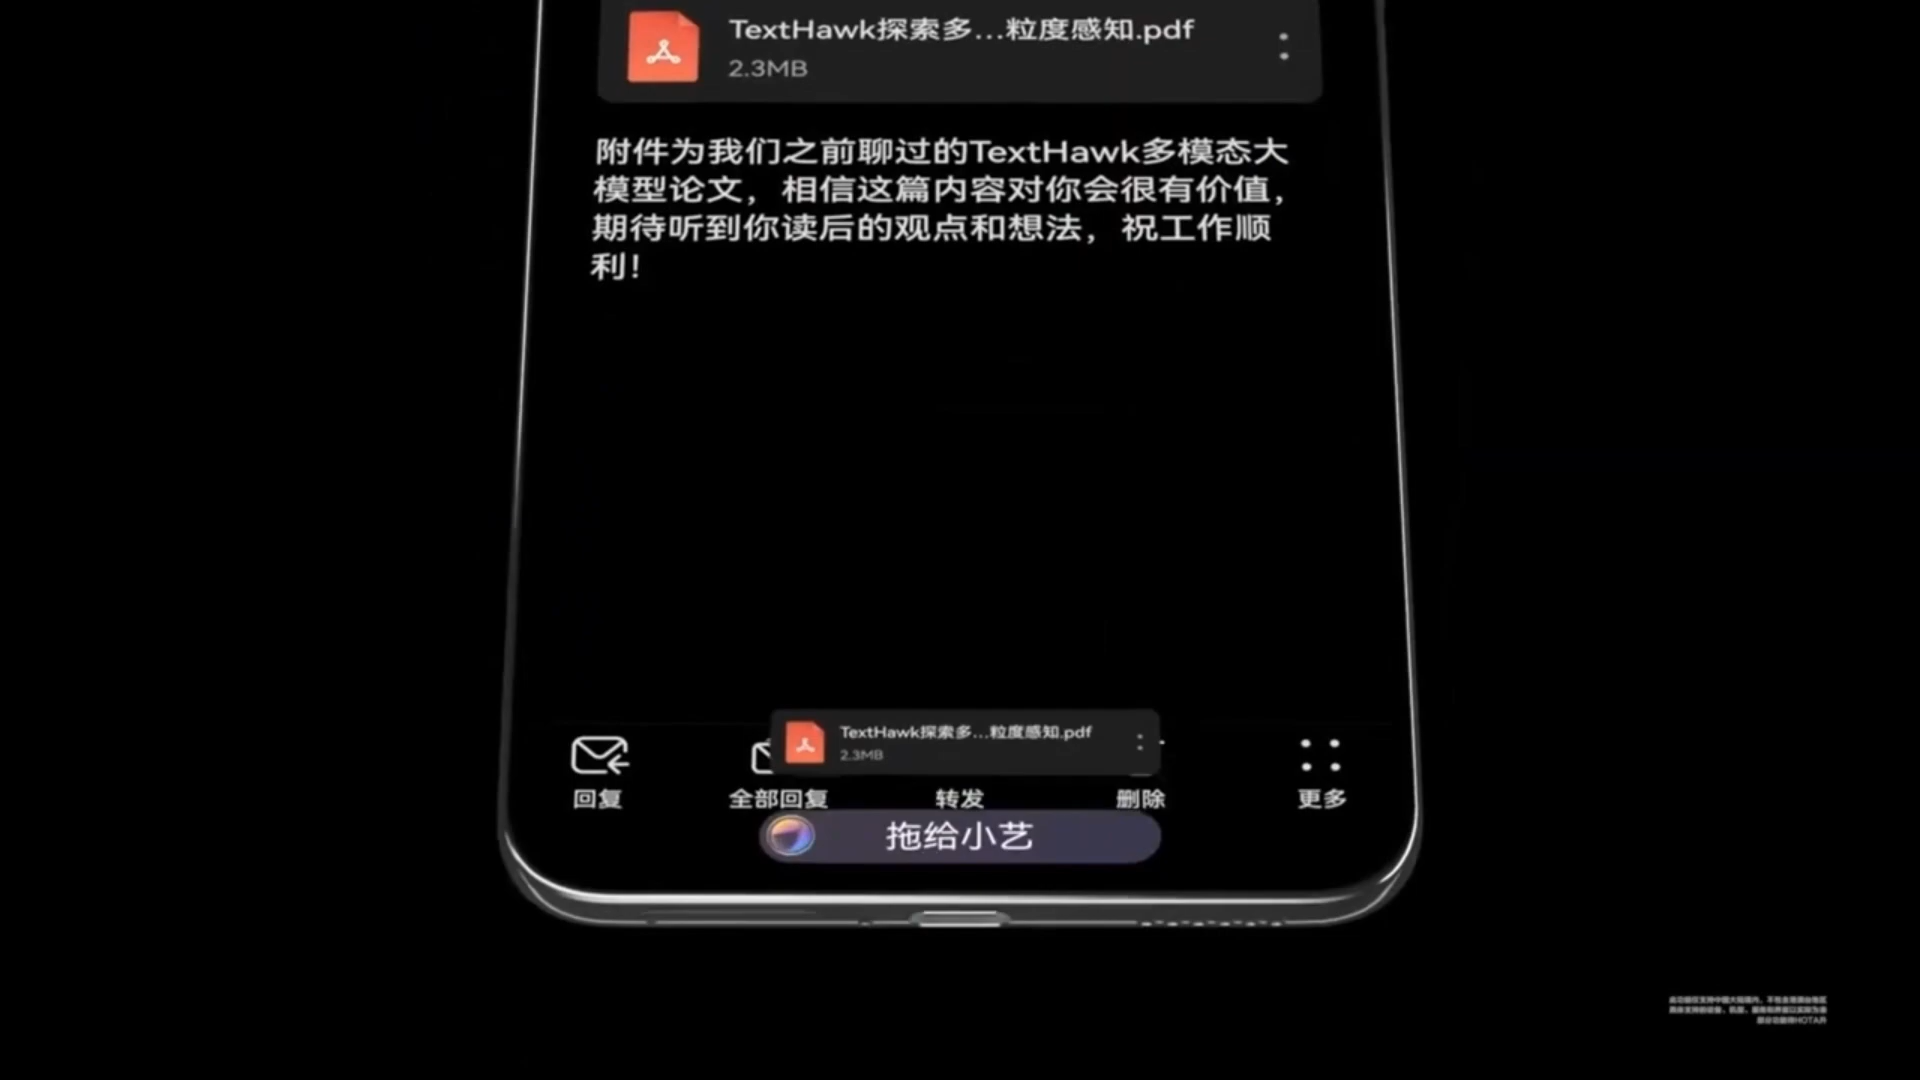 TextHawk探索多...粒度感知.pdf
2.3MB
附件为我们之前聊过的TextHawk多模态大
模型论文，相信这篇内容对你会很有价值，
期待听到你读后的观点和想法，祝工作顺
利！
TextHawk探索多...粒度感知.pdf
2.3MB
回复
全部回复
转发
删除
更多
拖给小艺